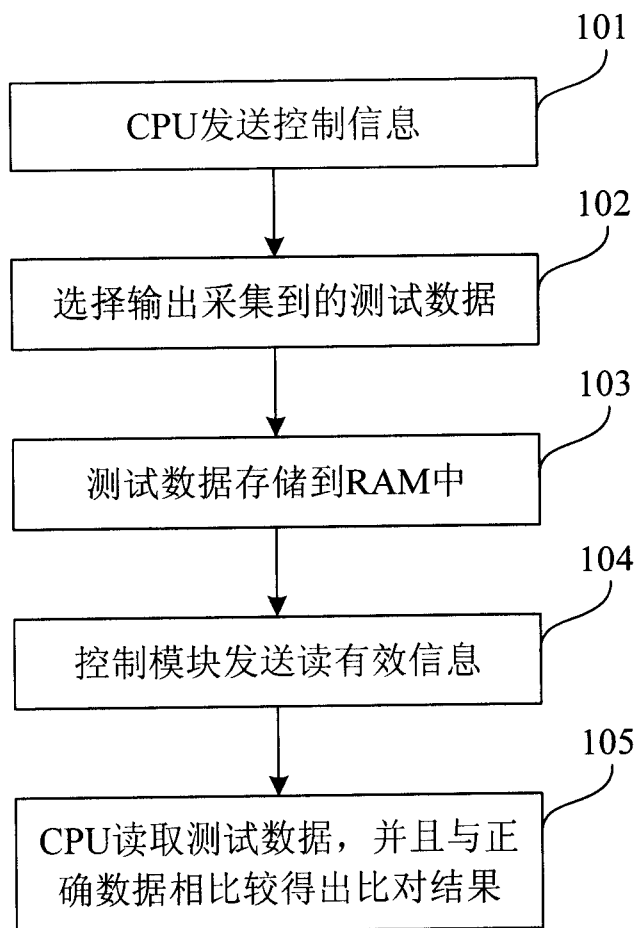 101
CPU发送控制信息
102
选择输出采集到的测试数据
103
测试数据存储到RAM中
104
控制模块发送读有效信息
105
CPU读取测试数据，并且与正
确数据相比较得出比对结果